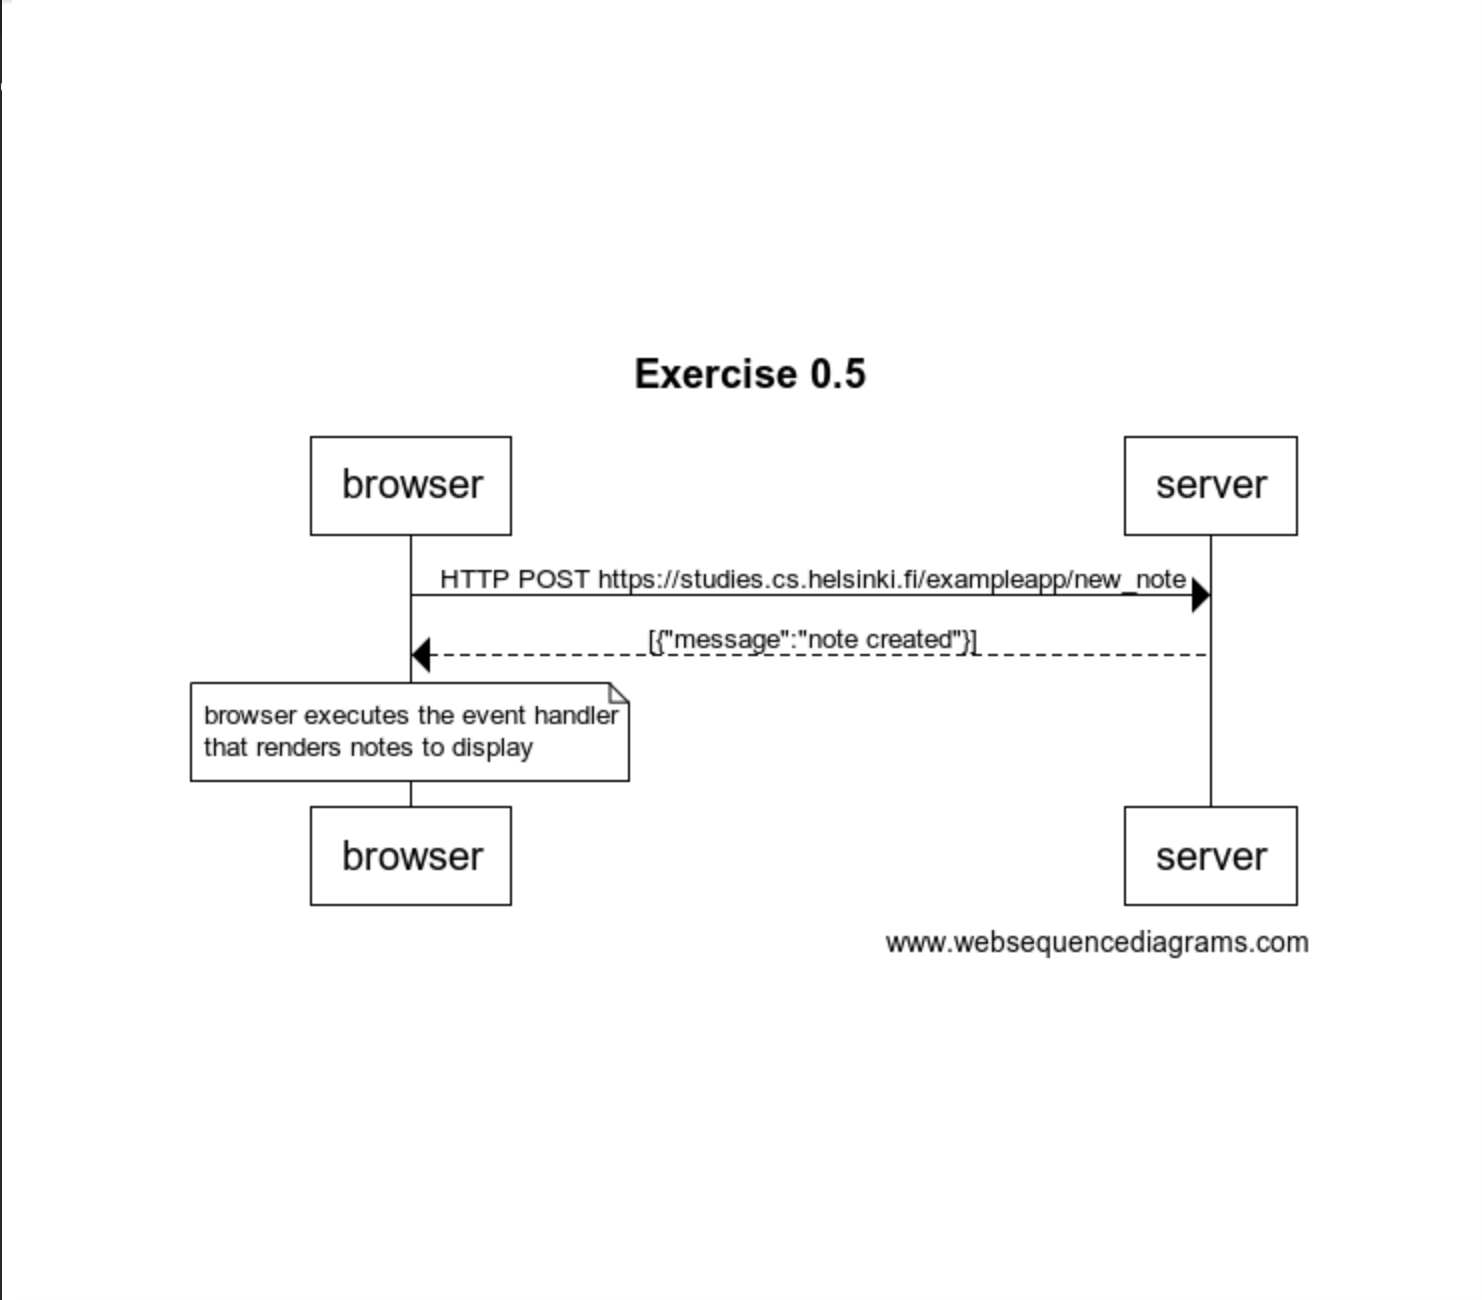 Exercise 0.5
browser
server
HTTP POST https://studies.cs.helsinki.fi/exampleapp/new_note
[{"message":"note created"}]
browser executes the event handler
that renders notes to display
browser
server
www.websequencediagrams.com